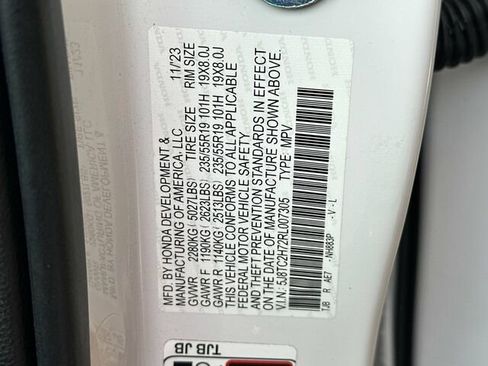 MFD. BY HONDA DEVELOPMENT &
MANUFACTURING OF AMERICA, LLC 11/23
TIRE SIZE RIM SIZE
GVWR 2280KG (5027LBS)
GAWR F 1190KG (2623LBS) 235/55R19 101H 19X8.0J
GAWR R 1140KG (2513LBS) 235/55R19 101H 19X8.0J
THIS VEHICLE CONFORMS TO ALL APPLICABLE
FEDERAL MOTOR VEHICLE SAFETY
AND THEFT PREVENTION STANDARDS IN EFFECT
ON THE DATE OF MANUFACTURE SHOWN ABOVE.
V.I.N.: 5J8TC2H72RL007305 TYPE: MPV
TJB R AE7 -NH883P -V-L
TJB JB